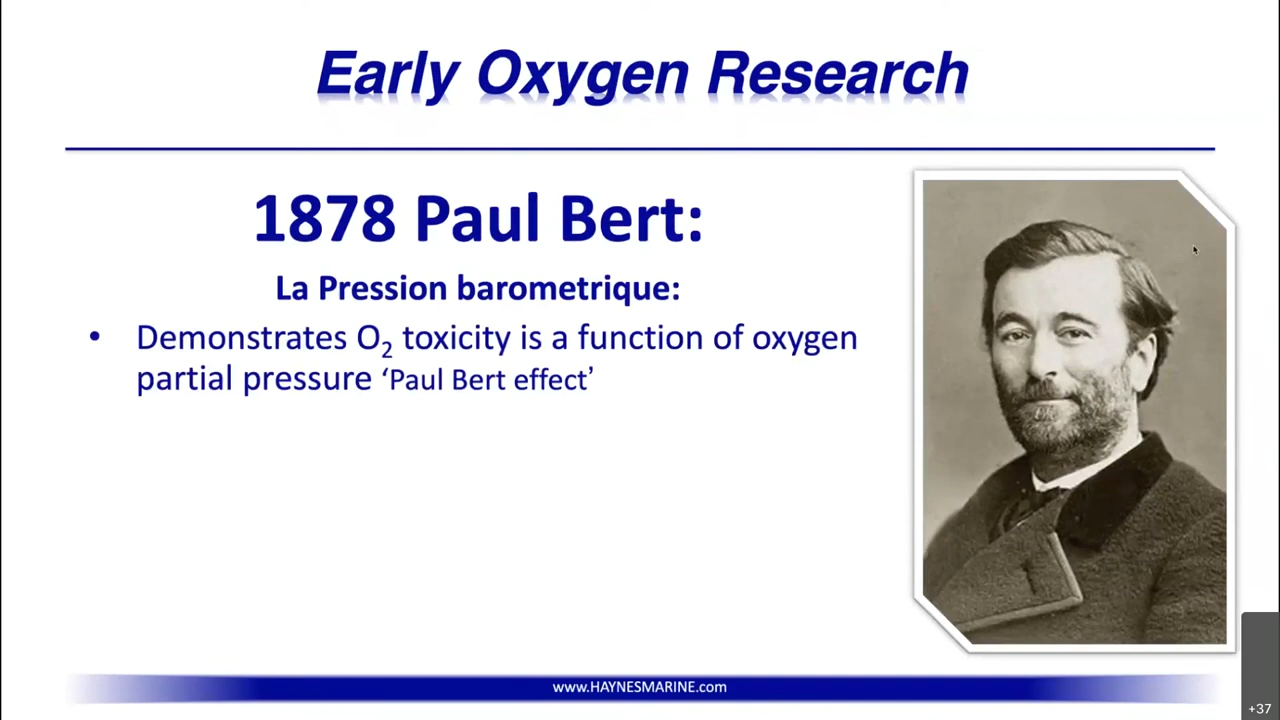 Early Oxygen Research
1878 Paul Bert:
La Pression barometrique:
• Demonstrates O₂ toxicity is a function of oxygen
partial pressure ‘Paul Bert effect’
www.HAYNESMARINE.com
+37